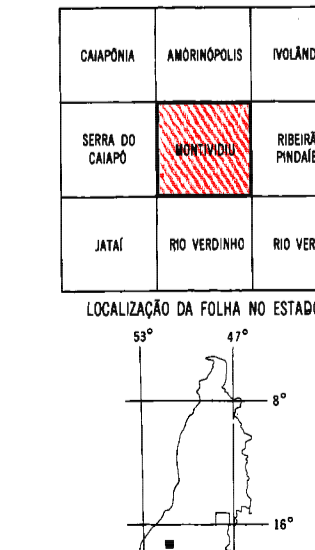 CAIAPÔNIA AMORINÓPOLIS IVOLÂND
SERRA DO CAIAPÓ MONTIVIDIU RIBEIRÃ PINDAÍB
JATAÍ RIO VERDINHO RIO VER
LOCALIZAÇÃO DA FOLHA NO ESTADO
53° 47°
8°
16°